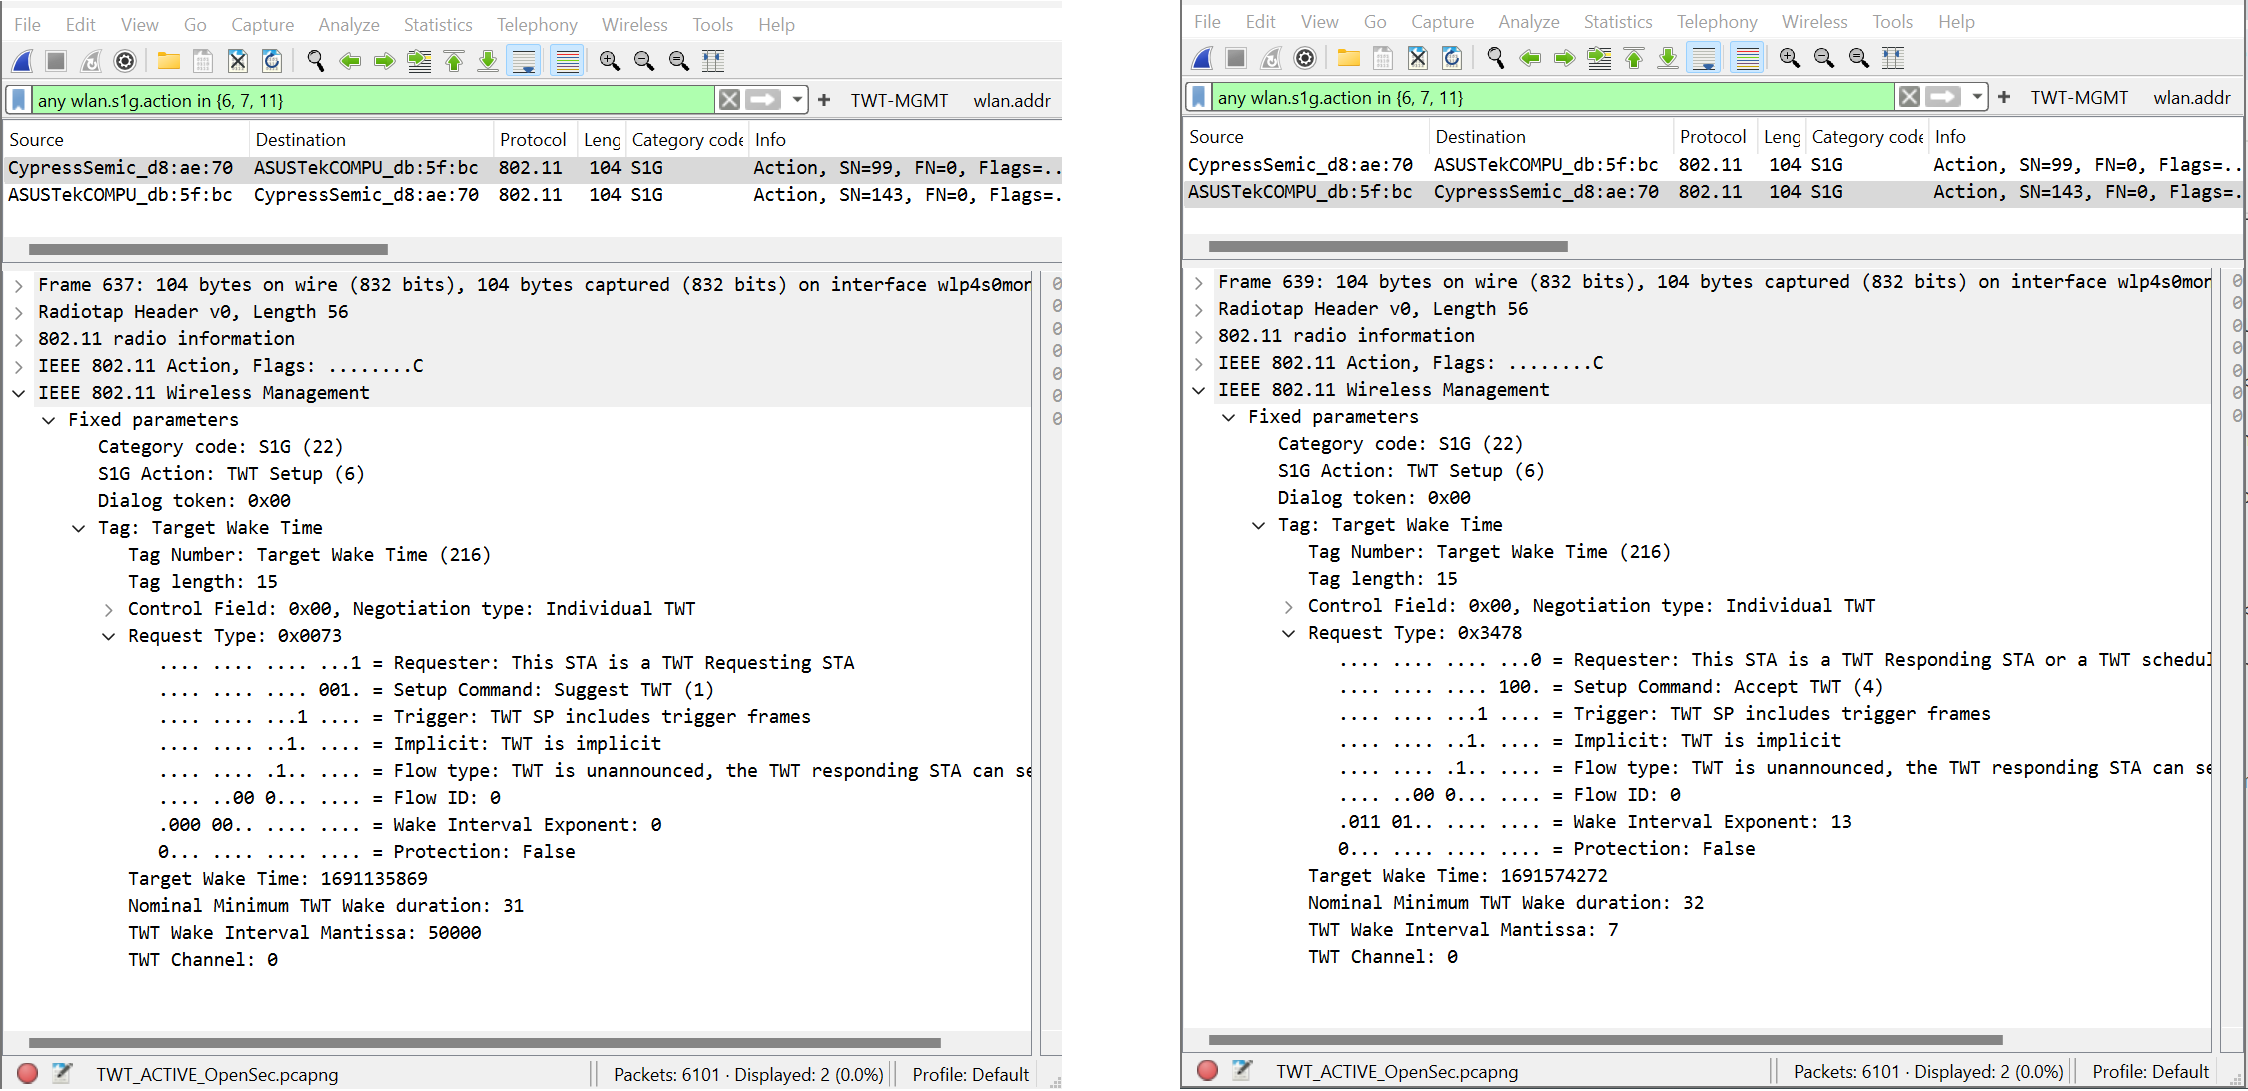 File Edit View Go Capture Analyze Statistics Telephony Wireless Tools Help
any wlan.s1g.action in {6, 7, 11} + TWT-MGMT wlan.addr
Source Destination Protocol Leng Category code Info
CypressSemic_d8:ae:70 ASUSTekCOMPU_db:5f:bc 802.11 104 S1G Action, SN=99, FN=0, Flags=...
ASUSTekCOMPU_db:5f:bc CypressSemic_d8:ae:70 802.11 104 S1G Action, SN=143, FN=0, Flags=.
Frame 637: 104 bytes on wire (832 bits), 104 bytes captured (832 bits) on interface wlp4s0mon
Radiotap Header v0, Length 56
802.11 radio information
IEEE 802.11 Action, Flags: ........C
IEEE 802.11 Wireless Management
Fixed parameters
Category code: S1G (22)
S1G Action: TWT Setup (6)
Dialog token: 0x00
Tag: Target Wake Time
Tag Number: Target Wake Time (216)
Tag length: 15
Control Field: 0x00, Negotiation type: Individual TWT
Request Type: 0x0073
.... .... .... ...1 = Requester: This STA is a TWT Requesting STA
.... .... .... 001. = Setup Command: Suggest TWT (1)
.... .... ...1 .... = Trigger: TWT SP includes trigger frames
.... .... ..1. .... = Implicit: TWT is implicit
.... .... .1.. .... = Flow type: TWT is unannounced, the TWT responding STA can se
.... ..00 0... .... = Flow ID: 0
.000 00.. .... .... = Wake Interval Exponent: 0
0... .... .... .... = Protection: False
Target Wake Time: 1691135869
Nominal Minimum TWT Wake duration: 31
TWT Wake Interval Mantissa: 50000
TWT Channel: 0
TWT_ACTIVE_OpenSec.pcapng Packets: 6101 · Displayed: 2 (0.0%) Profile: Default
File Edit View Go Capture Analyze Statistics Telephony Wireless Tools Help
any wlan.s1g.action in {6, 7, 11} + TWT-MGMT wlan.addr
Source Destination Protocol Leng Category code Info
CypressSemic_d8:ae:70 ASUSTekCOMPU_db:5f:bc 802.11 104 S1G Action, SN=99, FN=0, Flags=...
ASUSTekCOMPU_db:5f:bc CypressSemic_d8:ae:70 802.11 104 S1G Action, SN=143, FN=0, Flags=.
Frame 639: 104 bytes on wire (832 bits), 104 bytes captured (832 bits) on interface wlp4s0mon
Radiotap Header v0, Length 56
802.11 radio information
IEEE 802.11 Action, Flags: ........C
IEEE 802.11 Wireless Management
Fixed parameters
Category code: S1G (22)
S1G Action: TWT Setup (6)
Dialog token: 0x00
Tag: Target Wake Time
Tag Number: Target Wake Time (216)
Tag length: 15
Control Field: 0x00, Negotiation type: Individual TWT
Request Type: 0x3478
.... .... .... ...0 = Requester: This STA is a TWT Responding STA or a TWT schedul
.... .... .... 100. = Setup Command: Accept TWT (4)
.... .... ...1 .... = Trigger: TWT SP includes trigger frames
.... .... ..1. .... = Implicit: TWT is implicit
.... .... .1.. .... = Flow type: TWT is unannounced, the TWT responding STA can se
.... ..00 0... .... = Flow ID: 0
.011 01.. .... .... = Wake Interval Exponent: 13
0... .... .... .... = Protection: False
Target Wake Time: 1691574272
Nominal Minimum TWT Wake duration: 32
TWT Wake Interval Mantissa: 7
TWT Channel: 0
TWT_ACTIVE_OpenSec.pcapng Packets: 6101 · Displayed: 2 (0.0%) Profile: Default